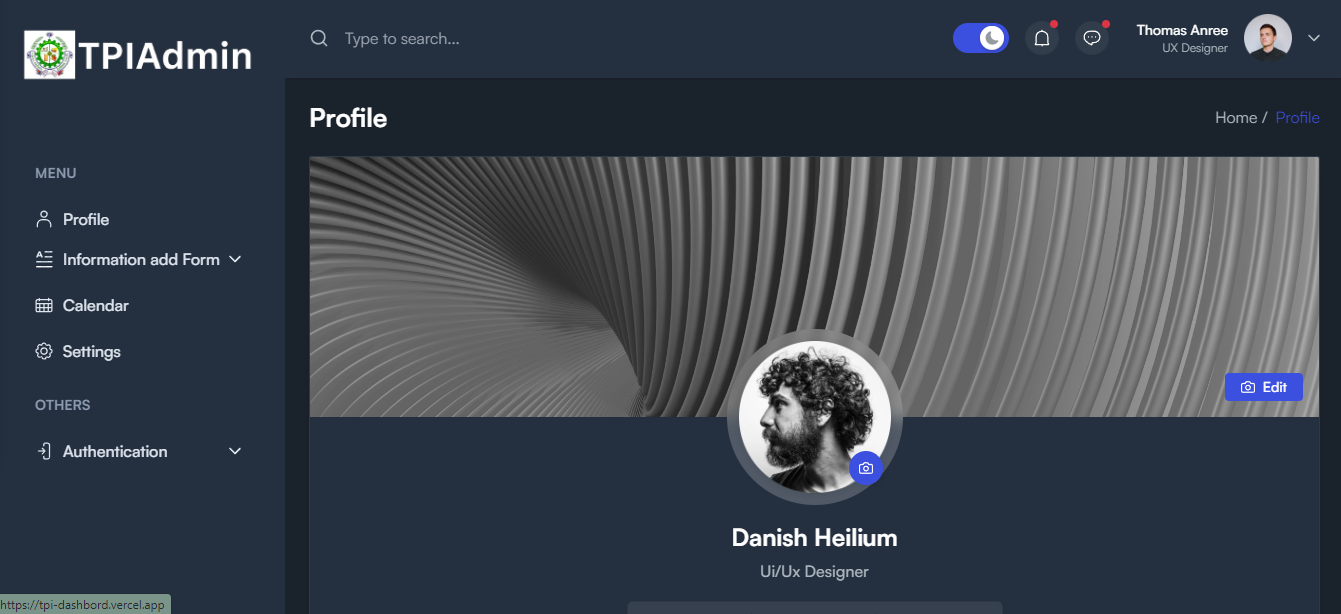 TPIAdmin
Type to search...
Thomas Anree
UX Designer
MENU
Profile
Information add Form
Calendar
Settings
OTHERS
Authentication
Profile
Home / Profile
Edit
Danish Heilium
Ui/Ux Designer
https://tpi-dashbord.vercel.app